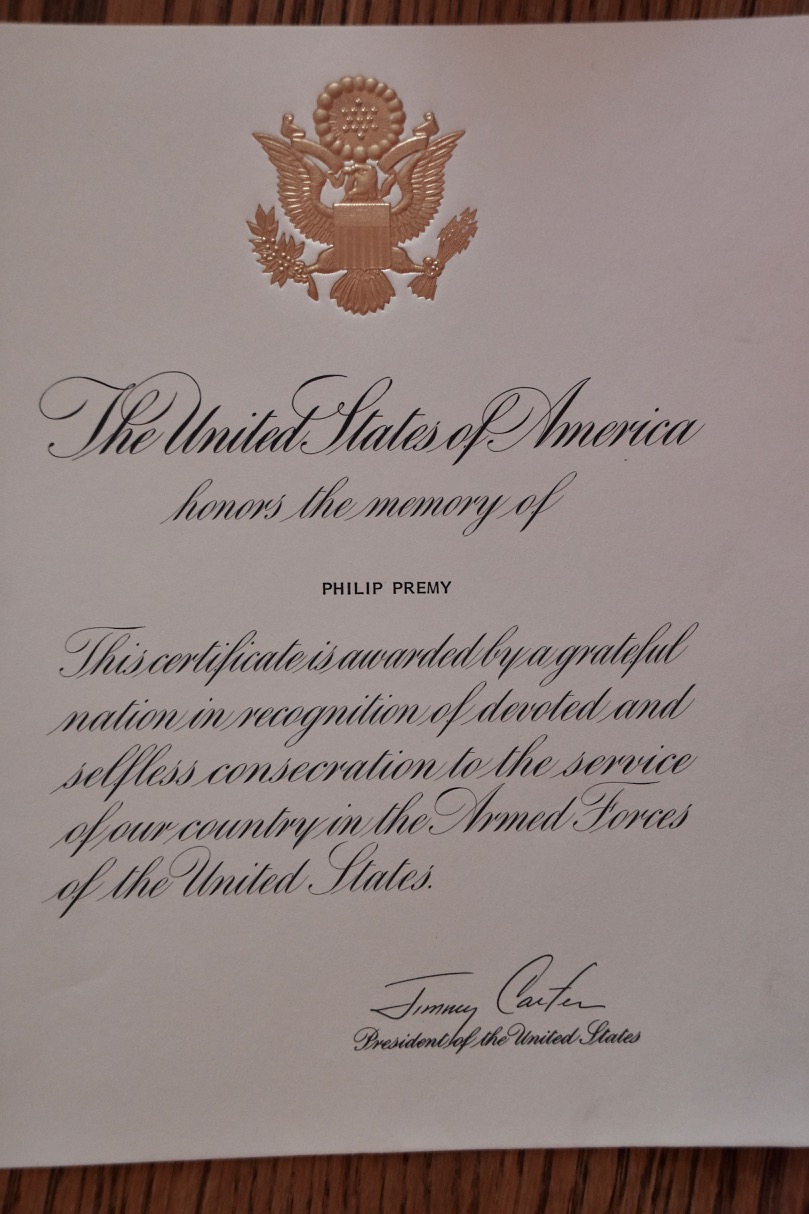 The United States of America
honors the memory of
PHILIP PREMY
This certificate is awarded by a grateful
nation in recognition of devoted and
selfless consecration to the service
of our country in the Armed Forces
of the United States.
Jimmy Carter
President of the United States